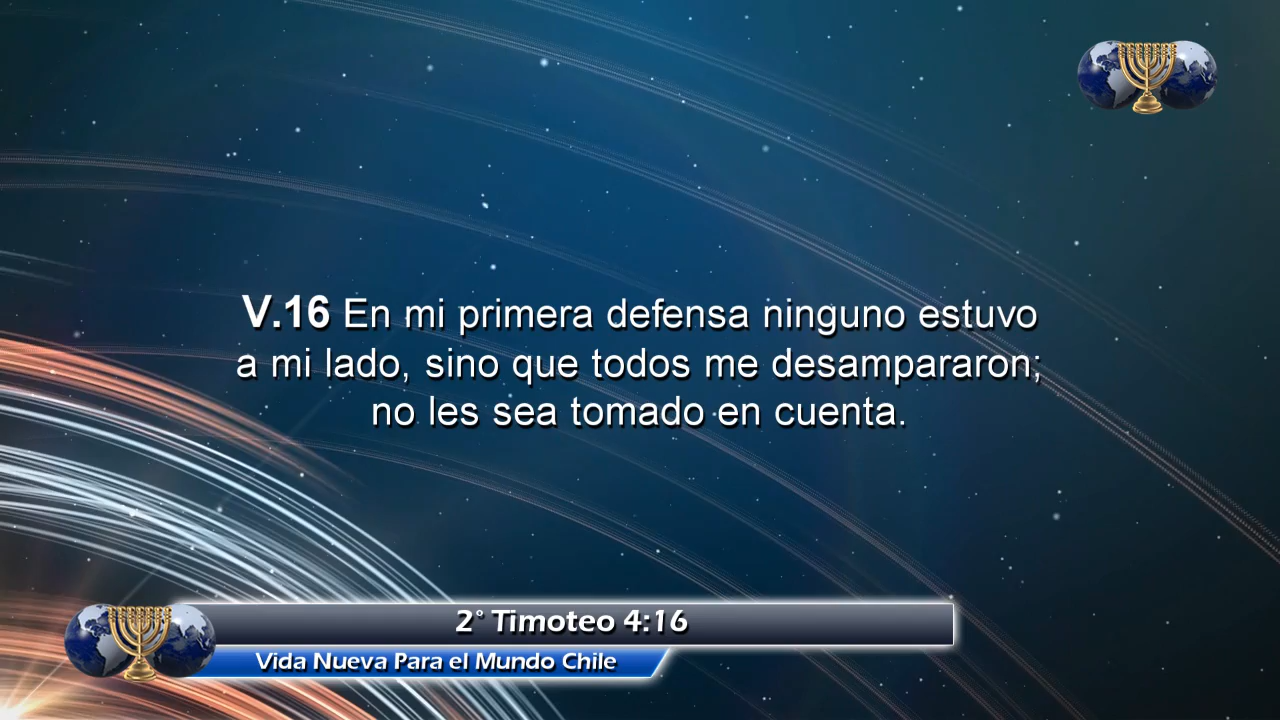 V.16 En mi primera defensa ninguno estuvo
a mi lado, sino que todos me desampararon;
no les sea tomado en cuenta.
2° Timoteo 4:16
Vida Nueva Para el Mundo Chile